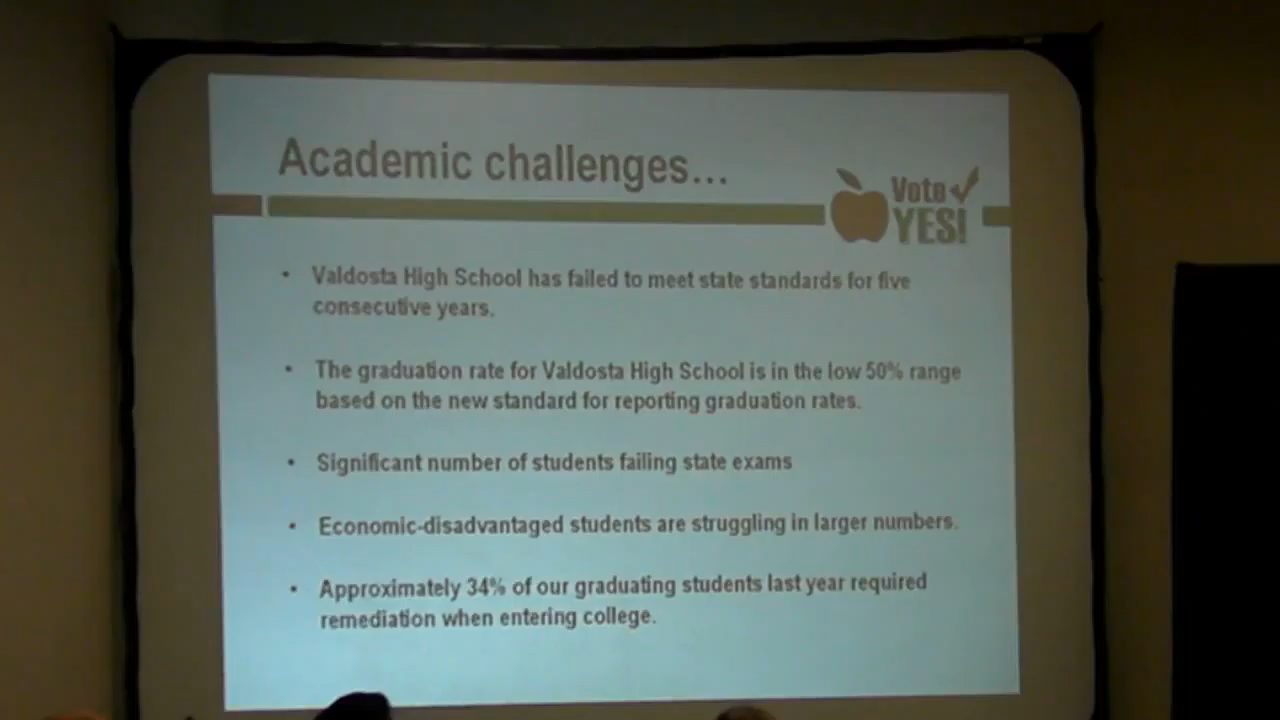 Academic challenges...
Vote
YES!
• Valdosta High School has failed to meet state standards for five
consecutive years.
• The graduation rate for Valdosta High School is in the low 50% range
based on the new standard for reporting graduation rates.
• Significant number of students failing state exams
• Economic-disadvantaged students are struggling in larger numbers.
• Approximately 34% of our graduating students last year required
remediation when entering college.